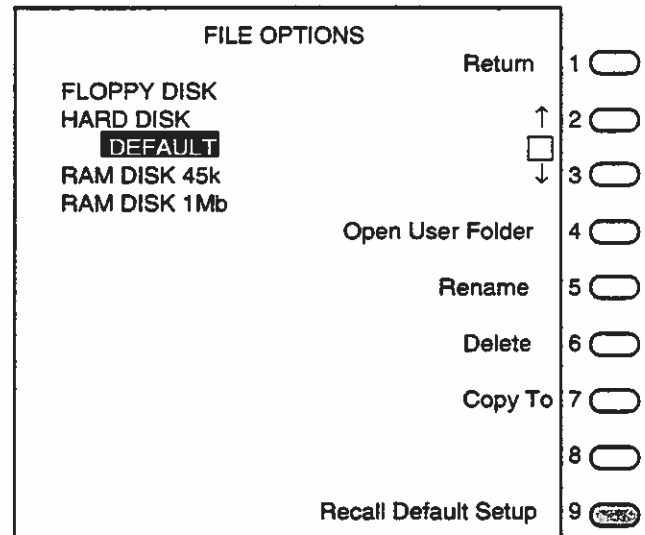 FILE OPTIONS
Return 1
FLOPPY DISK
HARD DISK ↑ 2
DEFAULT
RAM DISK 45k ↓ 3
RAM DISK 1Mb
Open User Folder 4
Rename 5
Delete 6
Copy To 7
8
Recall Default Setup 9